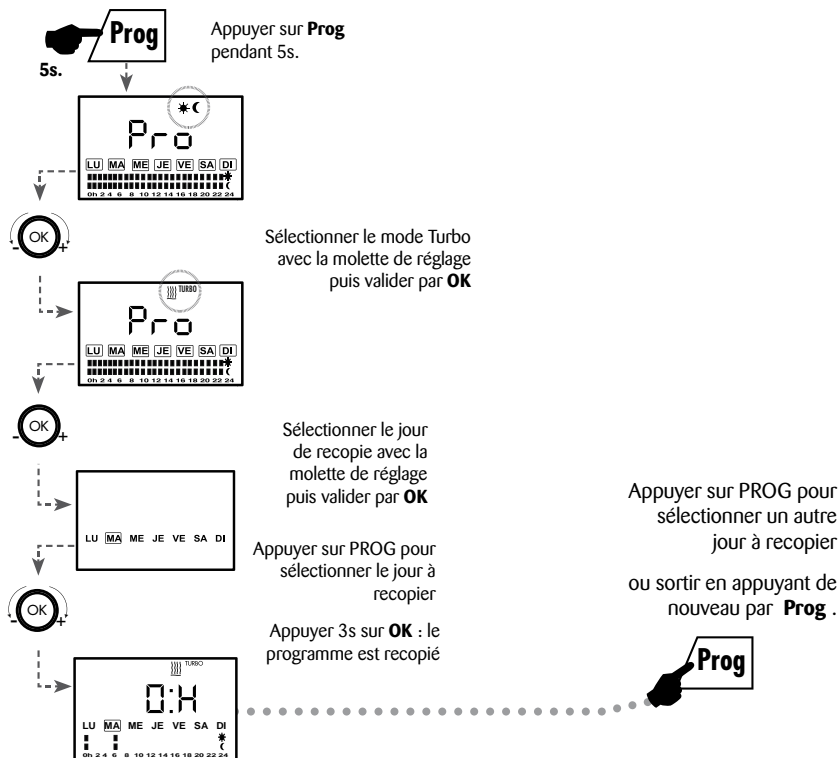 Prog
5s.
Appuyer sur Prog
pendant 5s.
Pro
LU MA ME JE VE SA DI
0h 2 4 6 8 10 12 14 16 18 20 22 24
OK
- +
Sélectionner le mode Turbo
avec la molette de réglage
puis valider par OK
TURBO
Pro
LU MA ME JE VE SA DI
0h 2 4 6 8 10 12 14 16 18 20 22 24
OK
- +
Sélectionner le jour
de recopie avec la
molette de réglage
puis valider par OK
LU MA ME JE VE SA DI
Appuyer sur PROG pour
sélectionner le jour à
recopier
OK
- +
Appuyer 3s sur OK : le
programme est recopié
TURBO
0:H
LU MA ME JE VE SA DI
0h 2 4 6 8 10 12 14 16 18 20 22 24
Appuyer sur PROG pour
sélectionner un autre
jour à recopier
ou sortir en appuyant de
nouveau par Prog .
Prog